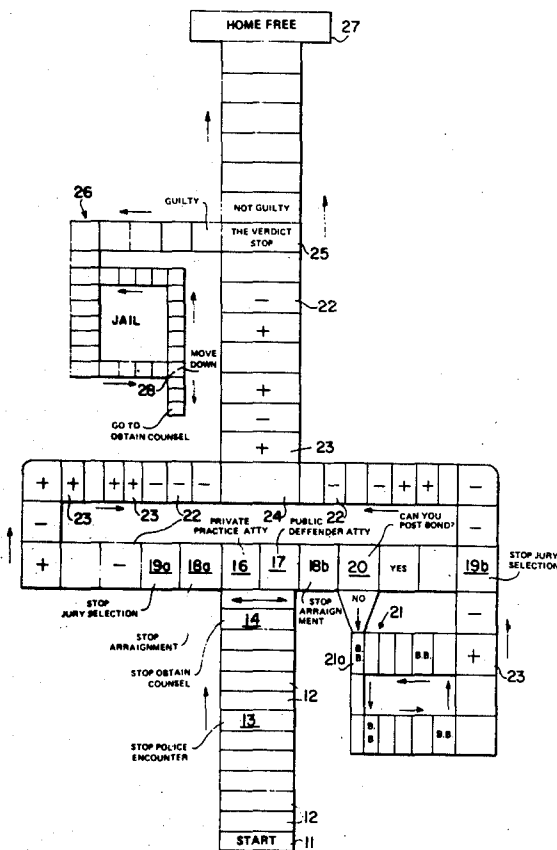 HOME FREE
27
26
GUILTY
NOT GUILTY
THE VERDICT
STOP
25
−
22
+
JAIL
MOVE
DOWN
28
GO TO
OBTAIN COUNSEL
+
−
+
23
+ + + + − − − − − + + −
23 23 22 24 22
PRIVATE
PRACTICE ATTY
PUBLIC
DEFFENDER ATTY
CAN YOU
POST BOND?
−
−
+ − 19a 18a 16 17 18b 20 YES 19b
STOP JURY
SELECTION
STOP
JURY SELECTION
STOP
ARRAIGN
MENT
NO
21
14
STOP
ARRAIGNMENT
21a
B.
B.
B.B.
−
+
23
STOP OBTAIN
COUNSEL
12
13
STOP POLICE
ENCOUNTER
B.
B
B.B
12
START
11